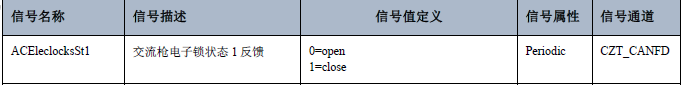 信号名称 信号描述 信号值定义 信号属性 信号通道
ACEleclocksSt1 交流枪电子锁状态 1 反馈 0=open Periodic CZT_CANFD
1=close